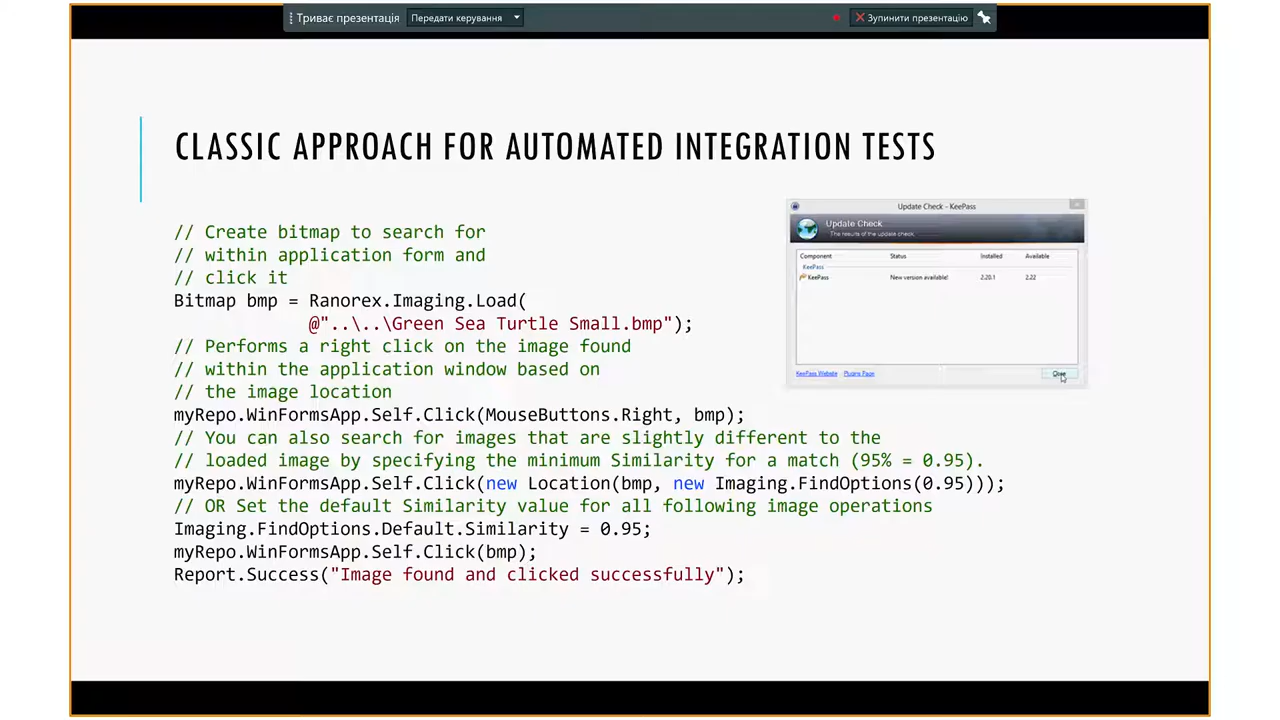 Триває презентація
Передати керування
Зупинити презентацію
CLASSIC APPROACH FOR AUTOMATED INTEGRATION TESTS
// Create bitmap to search for
// within application form and
// click it
Bitmap bmp = Ranorex.Imaging.Load(
@"..\..\Green Sea Turtle Small.bmp");
// Performs a right click on the image found
// within the application window based on
// the image location
myRepo.WinFormsApp.Self.Click(MouseButtons.Right, bmp);
// You can also search for images that are slightly different to the
// loaded image by specifying the minimum Similarity for a match (95% = 0.95).
myRepo.WinFormsApp.Self.Click(new Location(bmp, new Imaging.FindOptions(0.95)));
// OR Set the default Similarity value for all following image operations
Imaging.FindOptions.Default.Similarity = 0.95;
myRepo.WinFormsApp.Self.Click(bmp);
Report.Success("Image found and clicked successfully");
Update Check - KeePass
Update Check
The results of the update check.
Component Status Installed Available
KeePass
KeePass New version available! 2.20.1 2.22
KeePass Website Plugins Page
Close